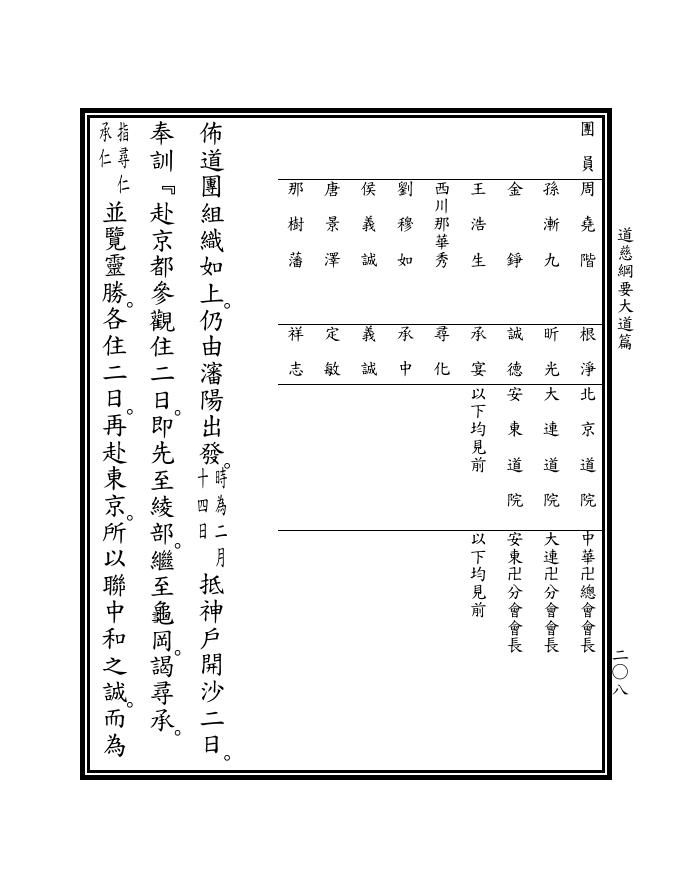 道慈綱要大道篇
二〇八
團員
周堯階 根淨 北京道院 中華卍總會會長
孫漸九 昕光 大連道院 大連卍分會會長
金錚 誠德 安東道院 安東卍分會會長
王浩生 承宴 以下均見前 以下均見前
西川那華秀 尋化
劉穆如 承中
侯義誠 義誠
唐景澤 定敏
那樹藩 祥志
佈道團組織如上。仍由瀋陽出發。時為二月十四日抵神戶開沙二日。
奉訓『赴京都參觀住二日。即先至綾部。繼至龜岡。謁尋承。
指尋仁承仁並覽靈勝。各住二日。再赴東京。所以聯中和之誠。而為